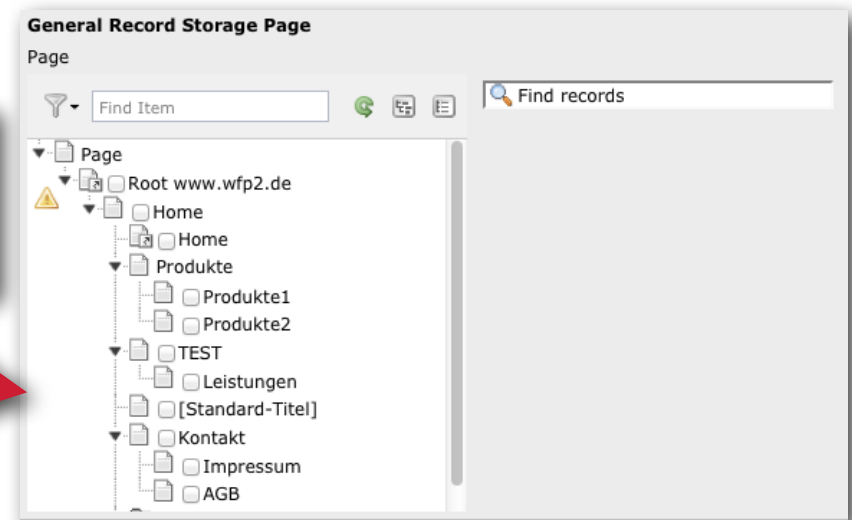 General Record Storage Page
Page
Find Item
Find records
Page
Root www.wfp2.de
Home
Home
Produkte
Produkte1
Produkte2
TEST
Leistungen
[Standard-Titel]
Kontakt
Impressum
AGB